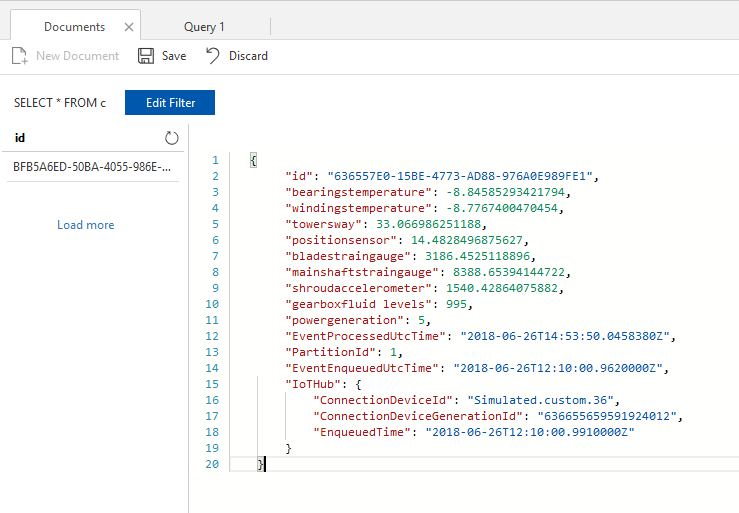 Documents
Query 1
New Document
Save
Discard
SELECT * FROM c
Edit Filter
id
BFB5A6ED-50BA-4055-986E-...
Load more
1 {
2 "id": "636557E0-15BE-4773-AD88-976A0E989FE1",
3 "bearingstemperature": -8.84585293421794,
4 "windingstemperature": -8.7767400470454,
5 "towersway": 33.066986251188,
6 "positionsensor": 14.4828496875627,
7 "bladestraingauge": 3186.4525118896,
8 "mainshaftstraingauge": 8388.65394144722,
9 "shroudaccelerometer": 1540.42864075882,
10 "gearboxfluid levels": 995,
11 "powergeneration": 5,
12 "EventProcessedUtcTime": "2018-06-26T14:53:50.0458380Z",
13 "PartitionId": 1,
14 "EventEnqueuedUtcTime": "2018-06-26T12:10:00.9620000Z",
15 "IoTHub": {
16 "ConnectionDeviceId": "Simulated.custom.36",
17 "ConnectionDeviceGenerationId": "636655659591924012",
18 "EnqueuedTime": "2018-06-26T12:10:00.9910000Z"
19 }
20 }